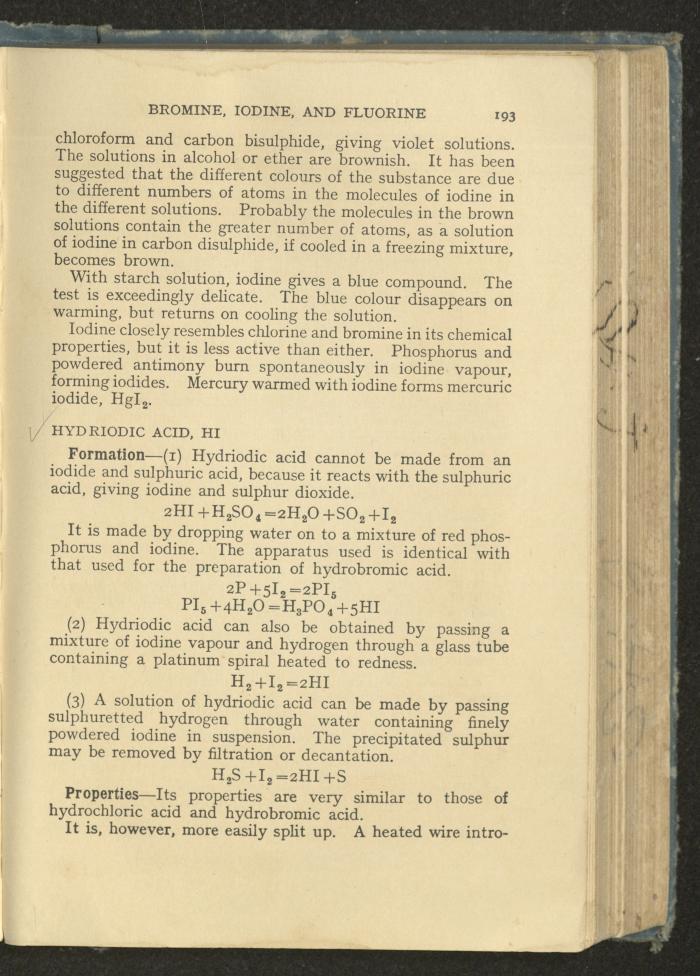 BROMINE, IODINE, AND FLUORINE 193
chloroform and carbon bisulphide, giving violet solutions.
The solutions in alcohol or ether are brownish. It has been
suggested that the different colours of the substance are due
to different numbers of atoms in the molecules of iodine in
the different solutions. Probably the molecules in the brown
solutions contain the greater number of atoms, as a solution
of iodine in carbon disulphide, if cooled in a freezing mixture,
becomes brown.
With starch solution, iodine gives a blue compound. The
test is exceedingly delicate. The blue colour disappears on
warming, but returns on cooling the solution.
Iodine closely resembles chlorine and bromine in its chemical
properties, but it is less active than either. Phosphorus and
powdered antimony burn spontaneously in iodine vapour,
forming iodides. Mercury warmed with iodine forms mercuric
iodide, HgI₂.
HYDRIODIC ACID, HI
Formation—(1) Hydriodic acid cannot be made from an
iodide and sulphuric acid, because it reacts with the sulphuric
acid, giving iodine and sulphur dioxide.
2HI+H₂SO₄=2H₂O+SO₂+I₂
It is made by dropping water on to a mixture of red phos-
phorus and iodine. The apparatus used is identical with
that used for the preparation of hydrobromic acid.
2P+5I₂=2PI₅
PI₅+4H₂O=H₃PO₄+5HI
(2) Hydriodic acid can also be obtained by passing a
mixture of iodine vapour and hydrogen through a glass tube
containing a platinum spiral heated to redness.
H₂+I₂=2HI
(3) A solution of hydriodic acid can be made by passing
sulphuretted hydrogen through water containing finely
powdered iodine in suspension. The precipitated sulphur
may be removed by filtration or decantation.
H₂S+I₂=2HI+S
Properties—Its properties are very similar to those of
hydrochloric acid and hydrobromic acid.
It is, however, more easily split up. A heated wire intro-